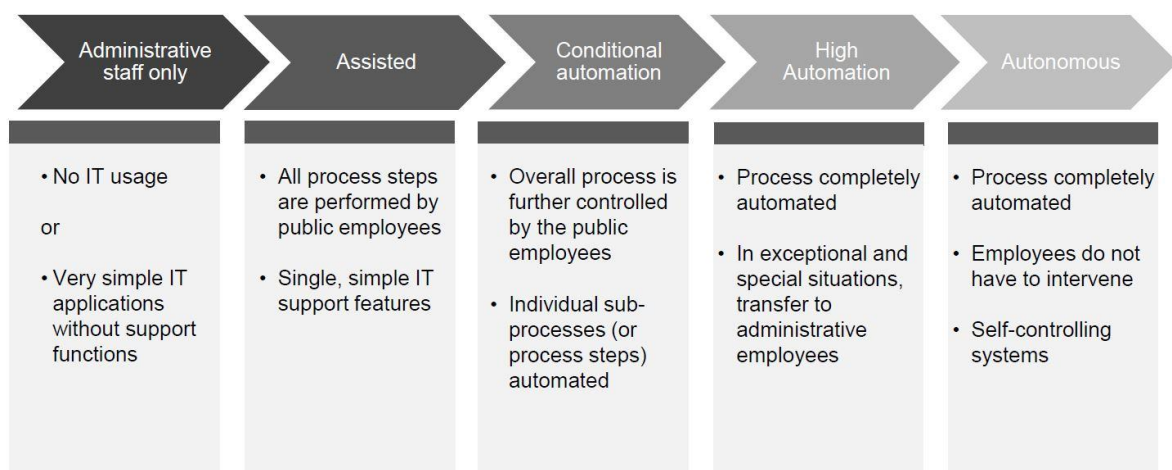 Administrative
staff only
Assisted
Conditional
automation
High
Automation
Autonomous
• No IT usage
or
• Very simple IT
applications
without support
functions
• All process steps
are performed by
public employees
• Single, simple IT
support features
• Overall process is
further controlled
by the public
employees
• Individual sub-
processes (or
process steps)
automated
• Process completely
automated
• In exceptional and
special situations,
transfer to
administrative
employees
• Process completely
automated
• Employees do not
have to intervene
• Self-controlling
systems